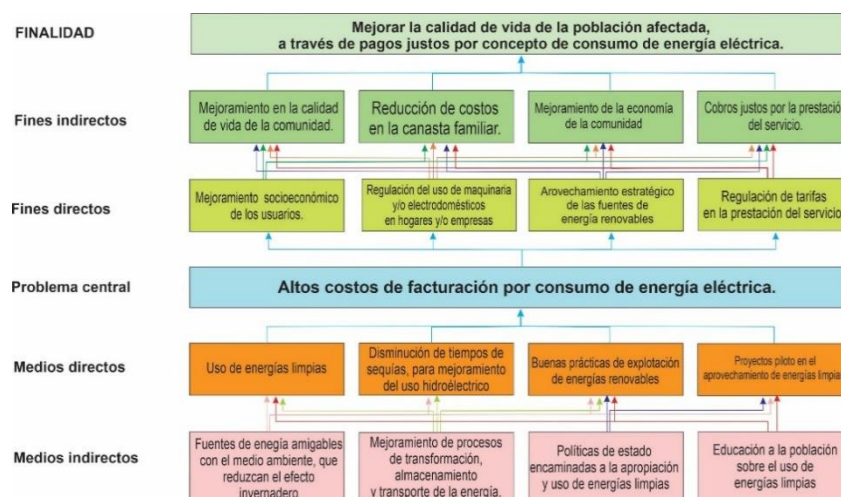 FINALIDAD
Mejorar la calidad de vida de la población afectada,
a través de pagos justos por concepto de consumo de energía eléctrica.
Fines indirectos
Mejoramiento en la calidad
de vida de la comunidad.
Reducción de costos
en la canasta familiar.
Mejoramiento de la economía
de la comunidad
Cobros justos por la prestación
del servicio.
Fines directos
Mejoramiento socioeconómico
de los usuarios.
Regulación del uso de maquinaria
y/o electrodomésticos
en hogares y/o empresas
Arovechamiento estratégico
de las fuentes de
energía renovables
Regulación de tarifas
en la prestación del servicio
Problema central
Altos costos de facturación por consumo de energía eléctrica.
Medios directos
Uso de energías limpias
Disminución de tiempos de
sequías, para mejoramiento
del uso hidroeléctrico
Buenas prácticas de explotación
de energías renovables
Proyectos piloto en el
aprovechamiento de energías limpias
Medios indirectos
Fuentes de enegía amigables
con el medio ambiente, que
reduzcan el efecto
invernadero
Mejoramiento de procesos
de transformación,
almacenamiento
y transporte de la energía.
Políticas de estado
encaminadas a la apropiación
y uso de energías limpias
Educación a la población
sobre el uso de
energías limpias